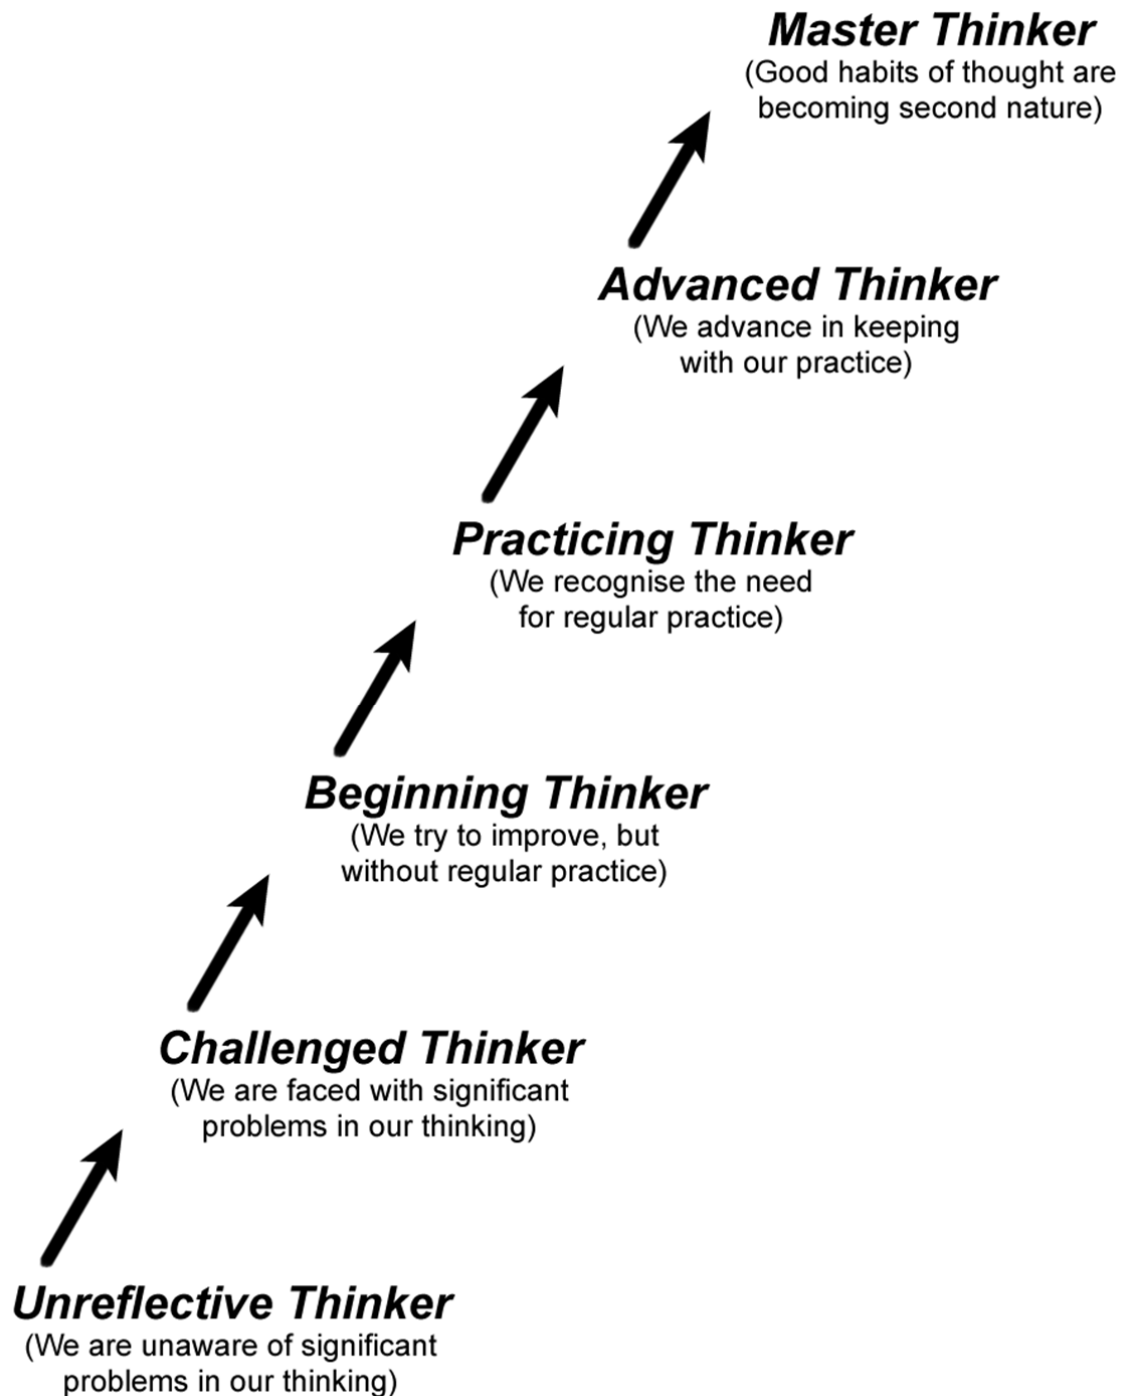 Master Thinker
(Good habits of thought are
becoming second nature)
Advanced Thinker
(We advance in keeping
with our practice)
Practicing Thinker
(We recognise the need
for regular practice)
Beginning Thinker
(We try to improve, but
without regular practice)
Challenged Thinker
(We are faced with significant
problems in our thinking)
Unreflective Thinker
(We are unaware of significant
problems in our thinking)